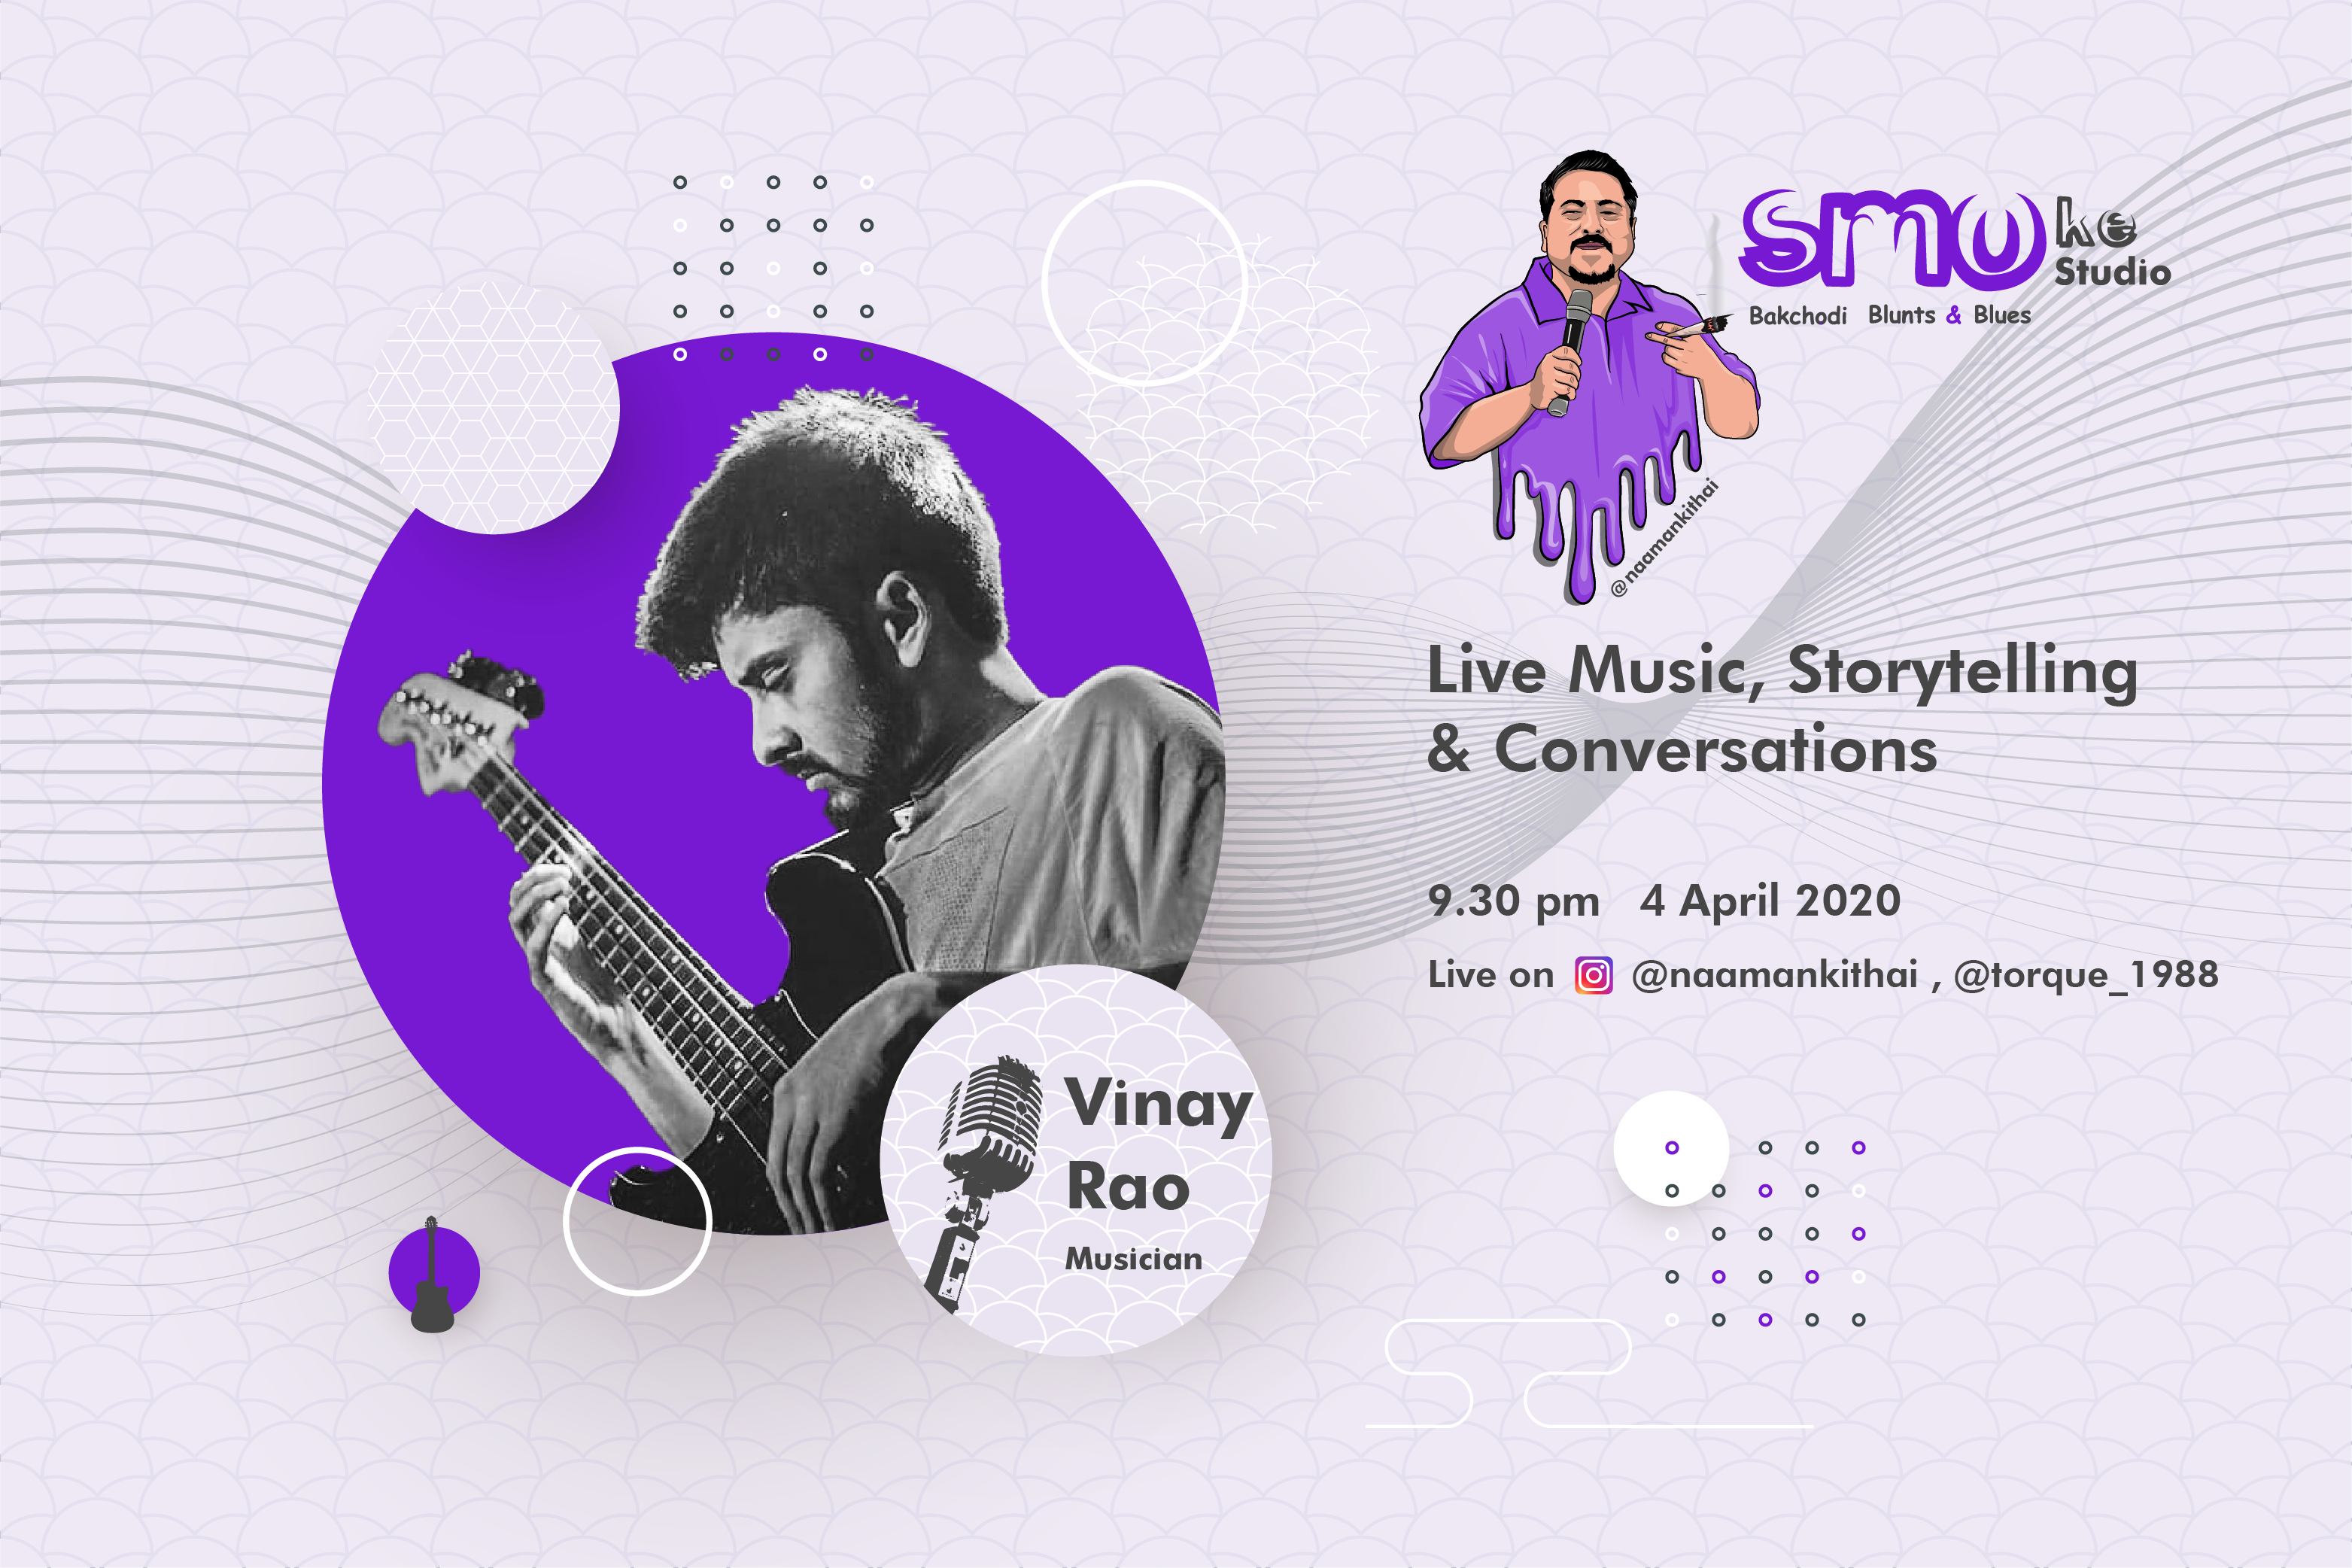 smoke
Studio
Bakchodi Blunts & Blues
@naamankithai
Live Music, Storytelling
& Conversations
9.30 pm 4 April 2020
Live on @naamankithai , @torque_1988
Vinay
Rao
Musician